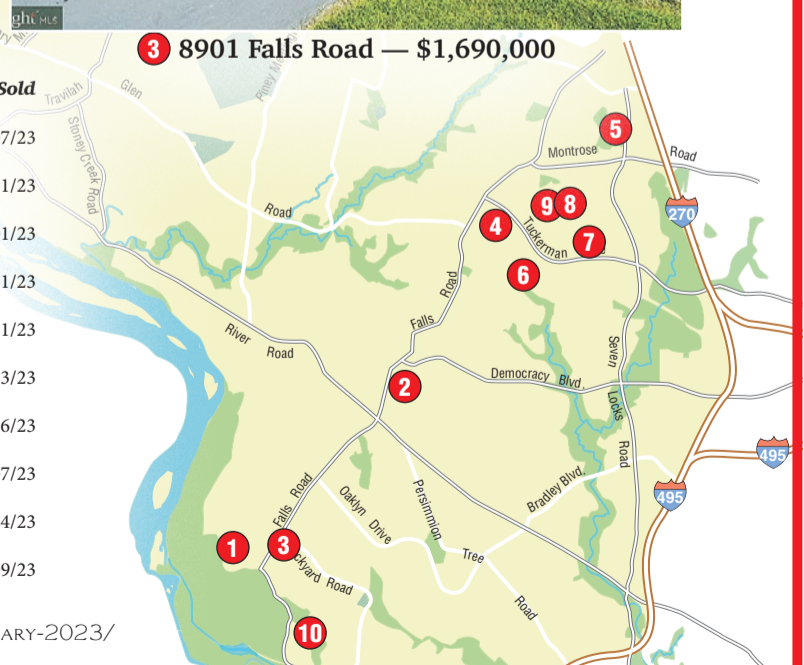 MLS
3 8901 Falls Road — $1,690,000
Sold
7/23
1/23
1/23
1/23
1/23
3/23
6/23
7/23
4/23
9/23
ARY-2023/
Travilah
Glen
Road
Stoney Creek Road
Piney
Montrose Road
5
270
9
8
4
Tuckerman
7
6
Falls Road
River Road
Democracy Blvd.
Seven Locks Road
2
495
495
Bradley Blvd.
Falls Road
Oaklyn Drive
Persimmion Tree Road
1
3
ckyard Road
10